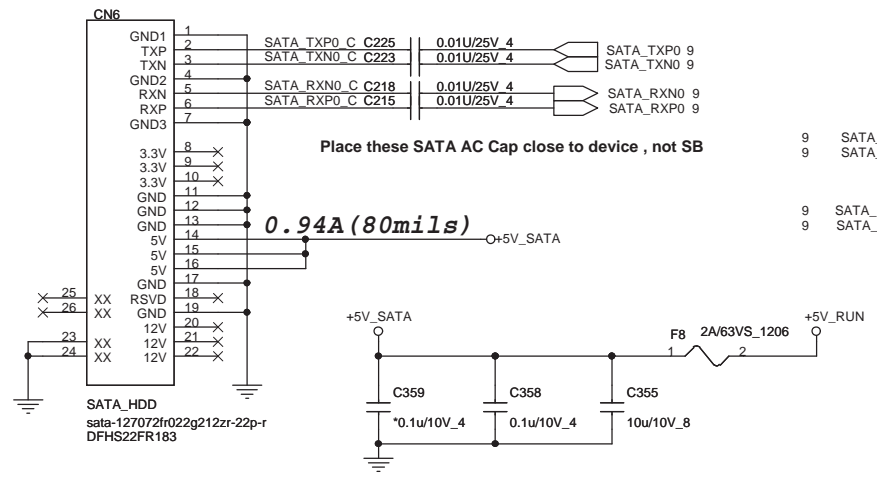 CN6
GND1 1
TXP 2 SATA_TXP0_C C225 0.01U/25V_4 SATA_TXP0 9
TXN 3 SATA_TXN0_C C223 0.01U/25V_4 SATA_TXN0 9
GND2 4
RXN 5 SATA_RXN0_C C218 0.01U/25V_4 SATA_RXN0 9
RXP 6 SATA_RXP0_C C215 0.01U/25V_4 SATA_RXP0 9
GND3 7
Place these SATA AC Cap close to device , not SB
9 SATA_
9 SATA_
3.3V 8
3.3V 9
3.3V 10
GND 11
GND 12
GND 13
9 SATA_
9 SATA_
0.94A(80mils)
5V 14 +5V_SATA
5V 15
5V 16
GND 17
25 XX RSVD 18
26 XX GND 19
12V 20
23 XX 12V 21
24 XX 12V 22
SATA_HDD
sata-127072fr022g212zr-22p-r
DFHS22FR183
+5V_SATA
+5V_RUN
F8 2A/63VS_1206
1 2
C359
*0.1u/10V_4
C358
0.1u/10V_4
C355
10u/10V_8